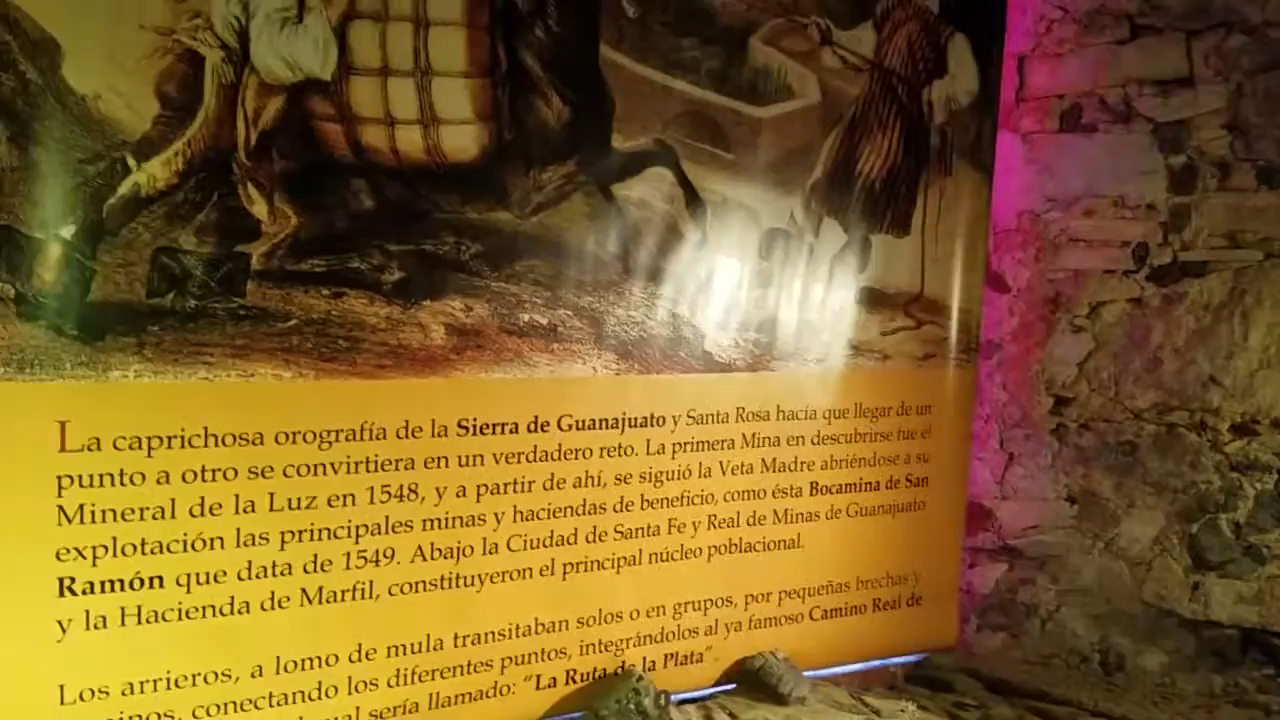 La caprichosa orografía de la Sierra de Guanajuato y Santa Rosa hacía que llegar de un
punto a otro se convirtiera en un verdadero reto. La primera Mina en descubrirse fue el
Mineral de la Luz en 1548, y a partir de ahí, se siguió la Veta Madre abriéndose a su
explotación las principales minas y haciendas de beneficio, como ésta Bocamina de San
Ramón que data de 1549. Abajo la Ciudad de Santa Fe y Real de Minas de Guanajuato
y la Hacienda de Marfil, constituyeron el principal núcleo poblacional.
Los arrieros, a lomo de mula transitaban solos o en grupos, por pequeñas brechas y
conectando los diferentes puntos, integrándolos al ya famoso Camino Real de
sería llamado: “La Ruta de la Plata”.